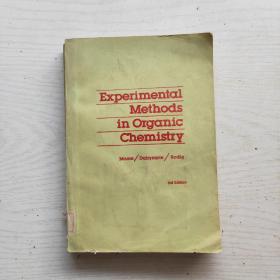 Experimental
Methods
in Organic
Chemistry
Moore / Dalrymple / Rodig
3rd Edition